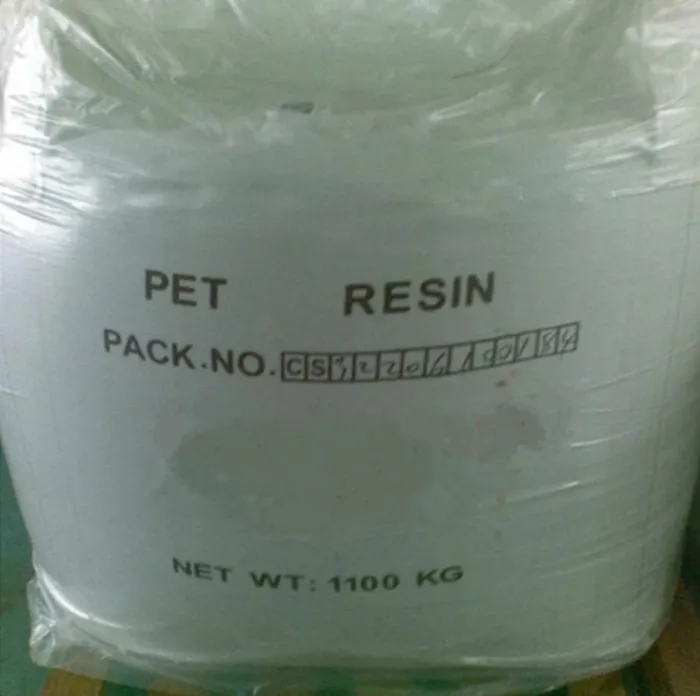 PET RESIN
PACK.NO. CS
NET WT: 1100 KG